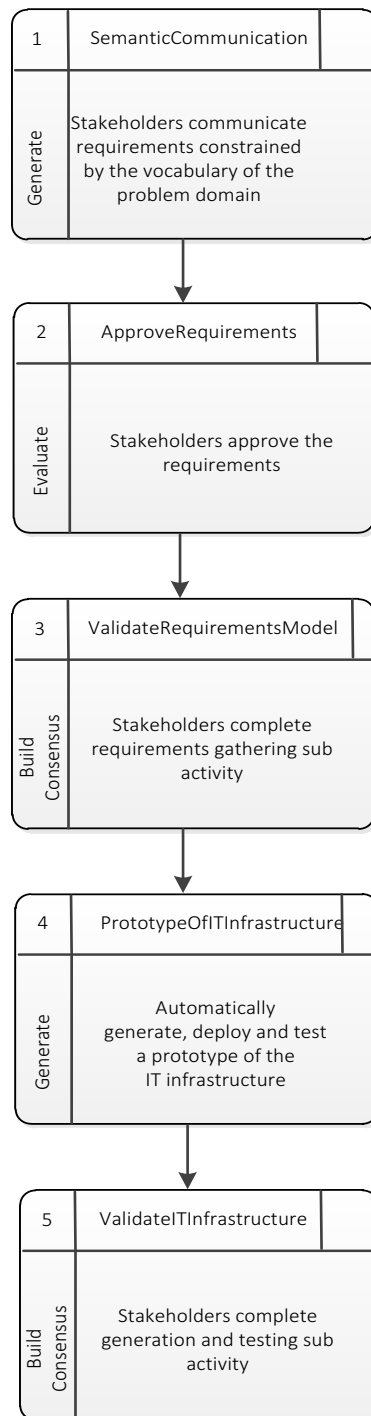 1
SemanticCommunication
Generate
Stakeholders communicate
requirements constrained
by the vocabulary of the
problem domain
2
ApproveRequirements
Evaluate
Stakeholders approve the
requirements
3
ValidateRequirementsModel
Build
Consensus
Stakeholders complete
requirements gathering sub
activity
4
PrototypeOfITInfrastructure
Generate
Automatically
generate, deploy and test
a prototype of the
IT infrastructure
5
ValidateITInfrastructure
Build
Consensus
Stakeholders complete
generation and testing sub
activity